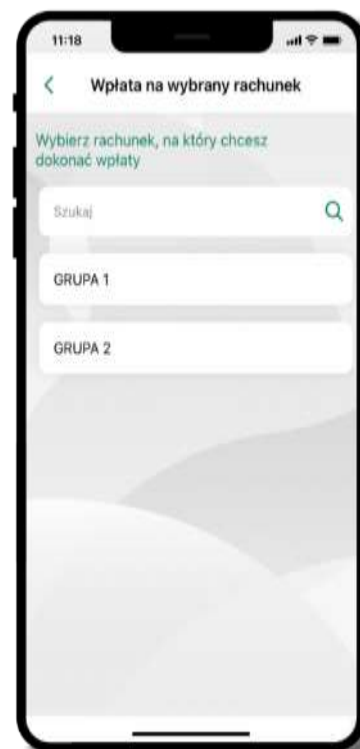 11:18
Wpłata na wybrany rachunek
Wybierz rachunek, na który chcesz
dokonać wpłaty
Szukaj
GRUPA 1
GRUPA 2